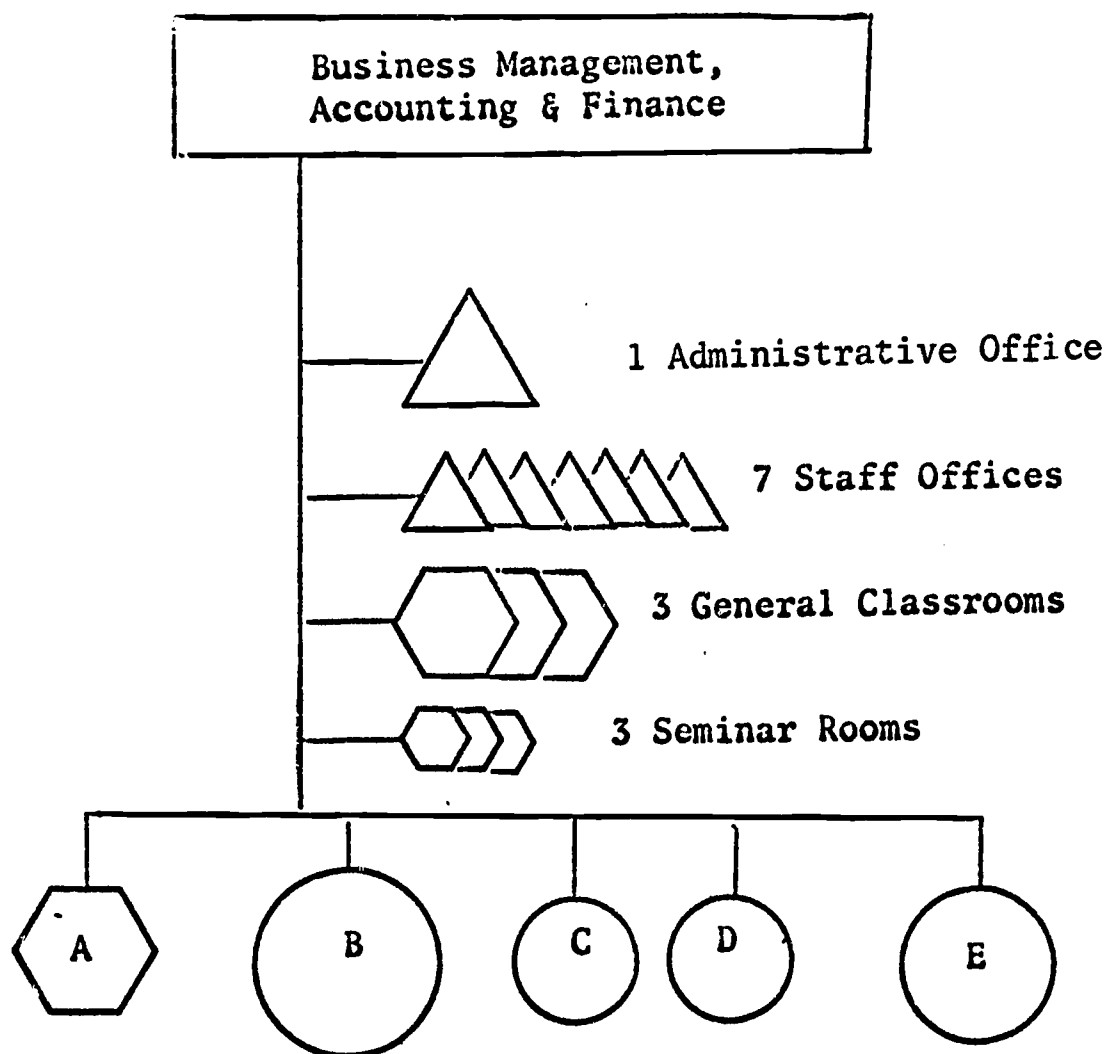 Business Management,
Accounting & Finance
1 Administrative Office
7 Staff Offices
3 General Classrooms
3 Seminar Rooms
A B C D E